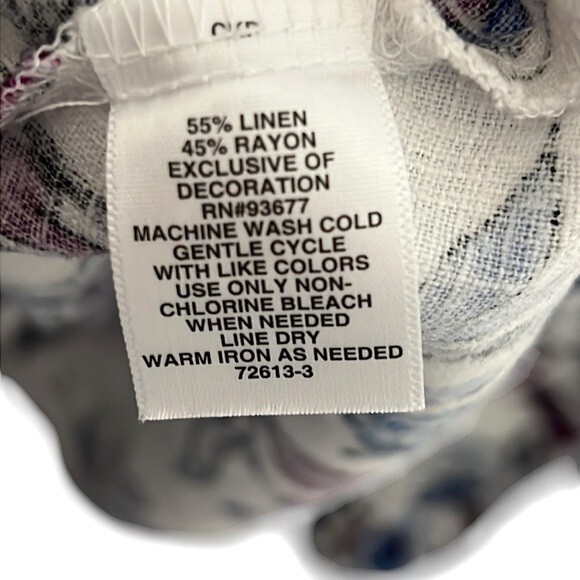 55% LINEN
45% RAYON
EXCLUSIVE OF
DECORATION
RN#93677
MACHINE WASH COLD
GENTLE CYCLE
WITH LIKE COLORS
USE ONLY NON-
CHLORINE BLEACH
WHEN NEEDED
LINE DRY
WARM IRON AS NEEDED
72613-3